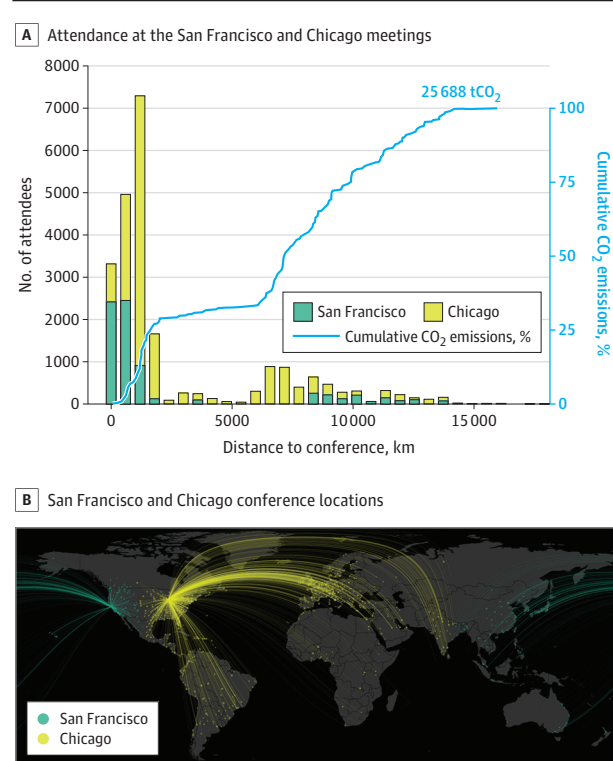 A Attendance at the San Francisco and Chicago meetings
8000
7000
6000
5000
4000
3000
2000
1000
0
No. of attendees
25 688 tCO2
100
75
50
25
0
Cumulative CO2 emissions, %
San Francisco Chicago
Cumulative CO2 emissions, %
0 5000 10 000 15 000
Distance to conference, km
B San Francisco and Chicago conference locations
San Francisco
Chicago